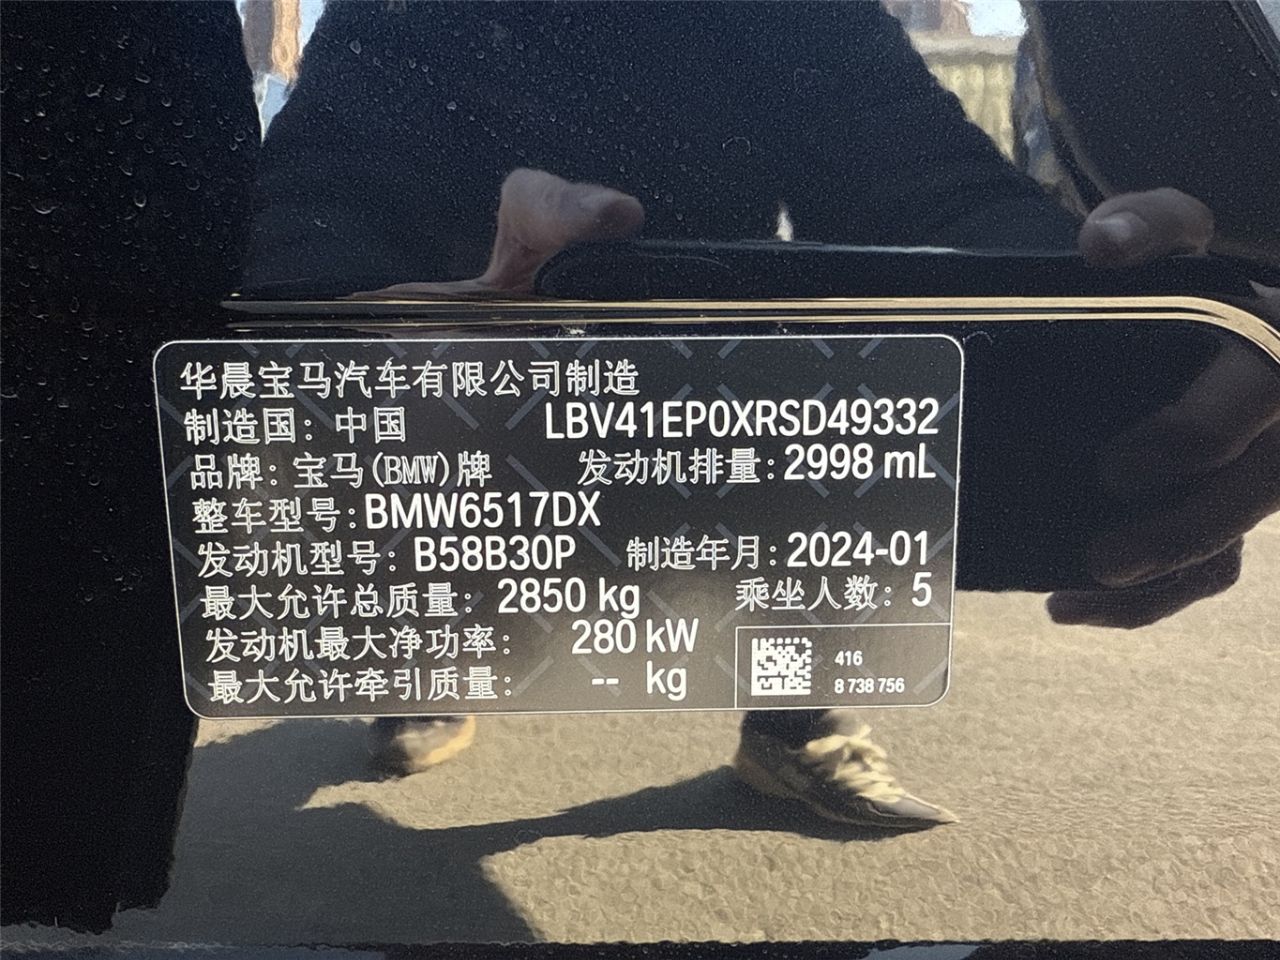 华晨宝马汽车有限公司制造
制造国：中国 LBV41EP0XRSD49332
品牌：宝马(BMW)牌 发动机排量：2998 mL
整车型号：BMW6517DX
发动机型号：B58B30P 制造年月：2024-01
最大允许总质量：2850 kg 乘坐人数：5
发动机最大净功率：280 kW
最大允许牵引质量：-- kg
416
8 738 756